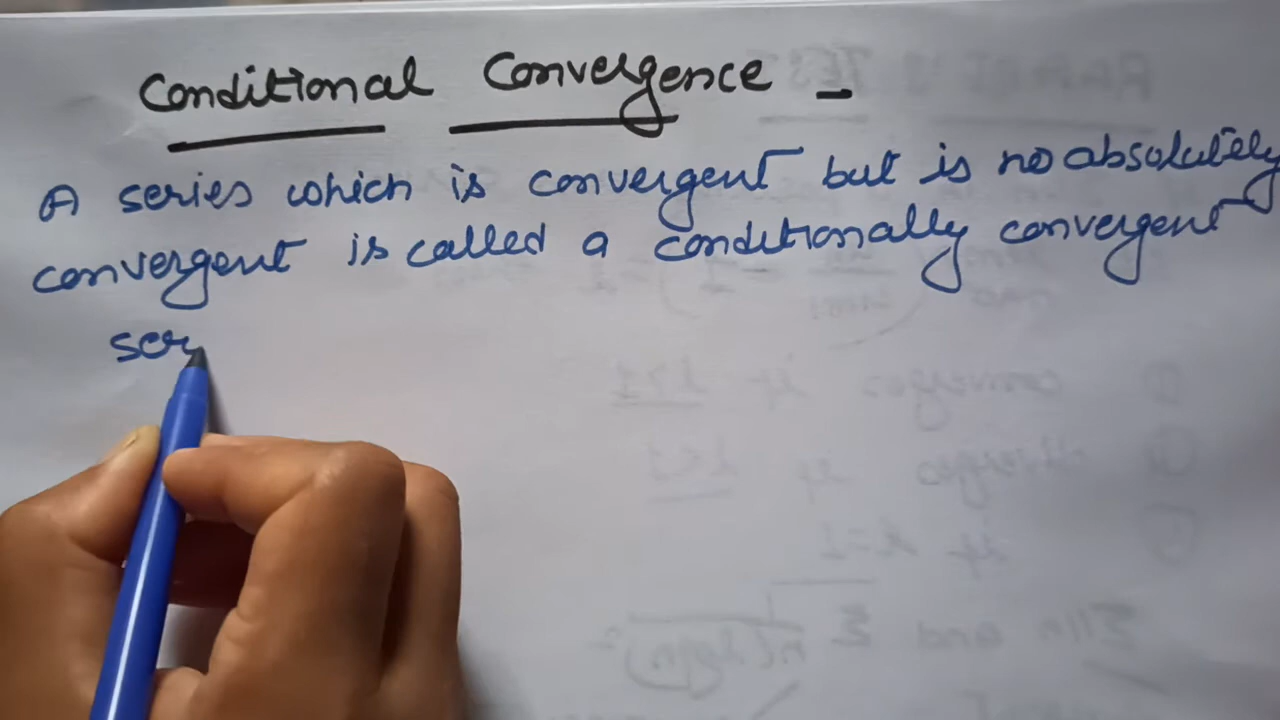 Conditional Convergence -
A series which is convergent but is no absolutely
convergent is called a conditionally convergent
ser